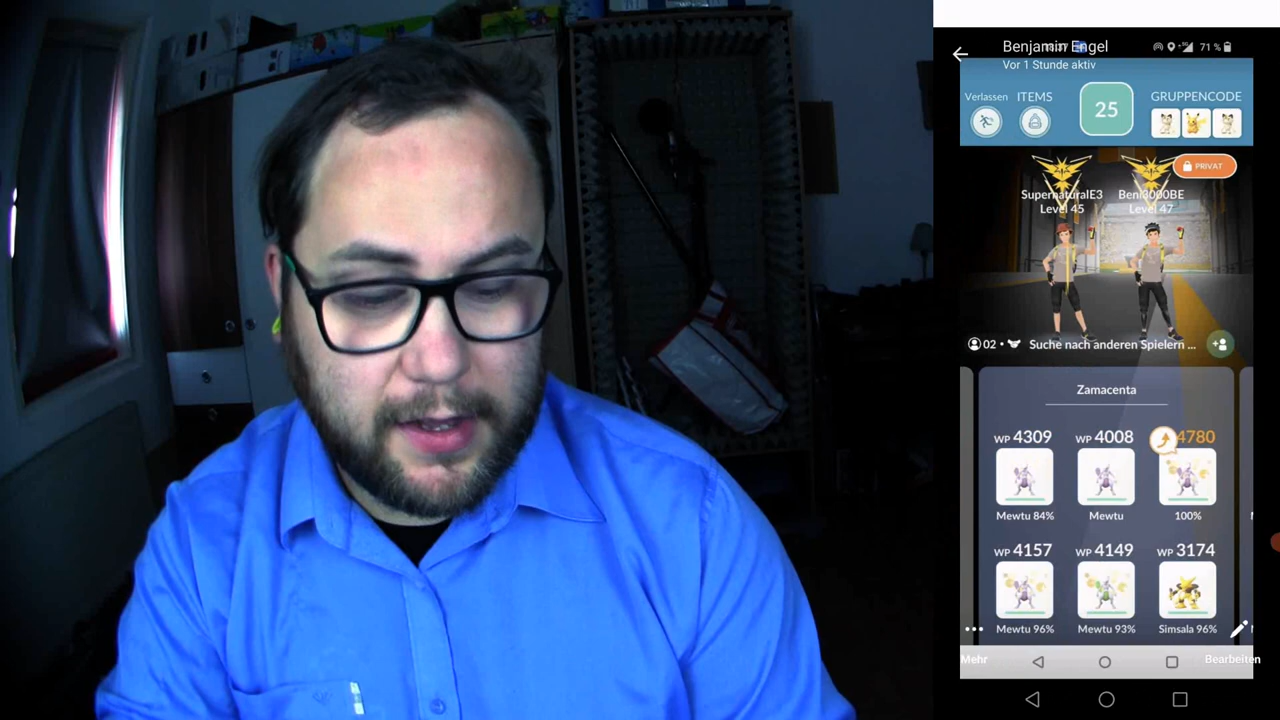 Benjamin Engel
71 %
Vor 1 Stunde aktiv
Verlassen
ITEMS
25
GRUPPENCODE
PRIVAT
SupernaturalE3
Level 45
Beni3000BE
Level 47
02 • Suche nach anderen Spielern ...
Zamacenta
WP 4309
WP 4008
4780
Mewtu 84%
Mewtu
100%
WP 4157
WP 4149
WP 3174
Mewtu 96%
Mewtu 93%
Simsala 96%
Mehr
Bearbeiten